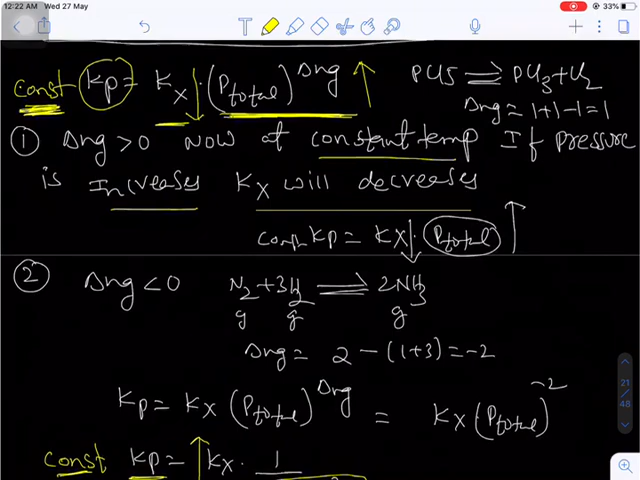 12:22 AM Wed 27 May
33%
Const Kp = Kx · (Ptotal)^Δng ↑ PCl5 ⇌ PCl3 + Cl2
Δng = 1+1-1 = 1
① Δng > 0 Now at constant temp If pressure
is Increases Kx will decreases
const Kp = Kx↓ · Ptotal ↑
② Δng < 0 N2 + 3H2 ⇌ 2NH3
g g g
Δng = 2 - (1+3) = -2
Kp = Kx (Ptotal)^Δng = Kx (Ptotal)^-2
Const Kp = ↑ Kx · 1
21
48